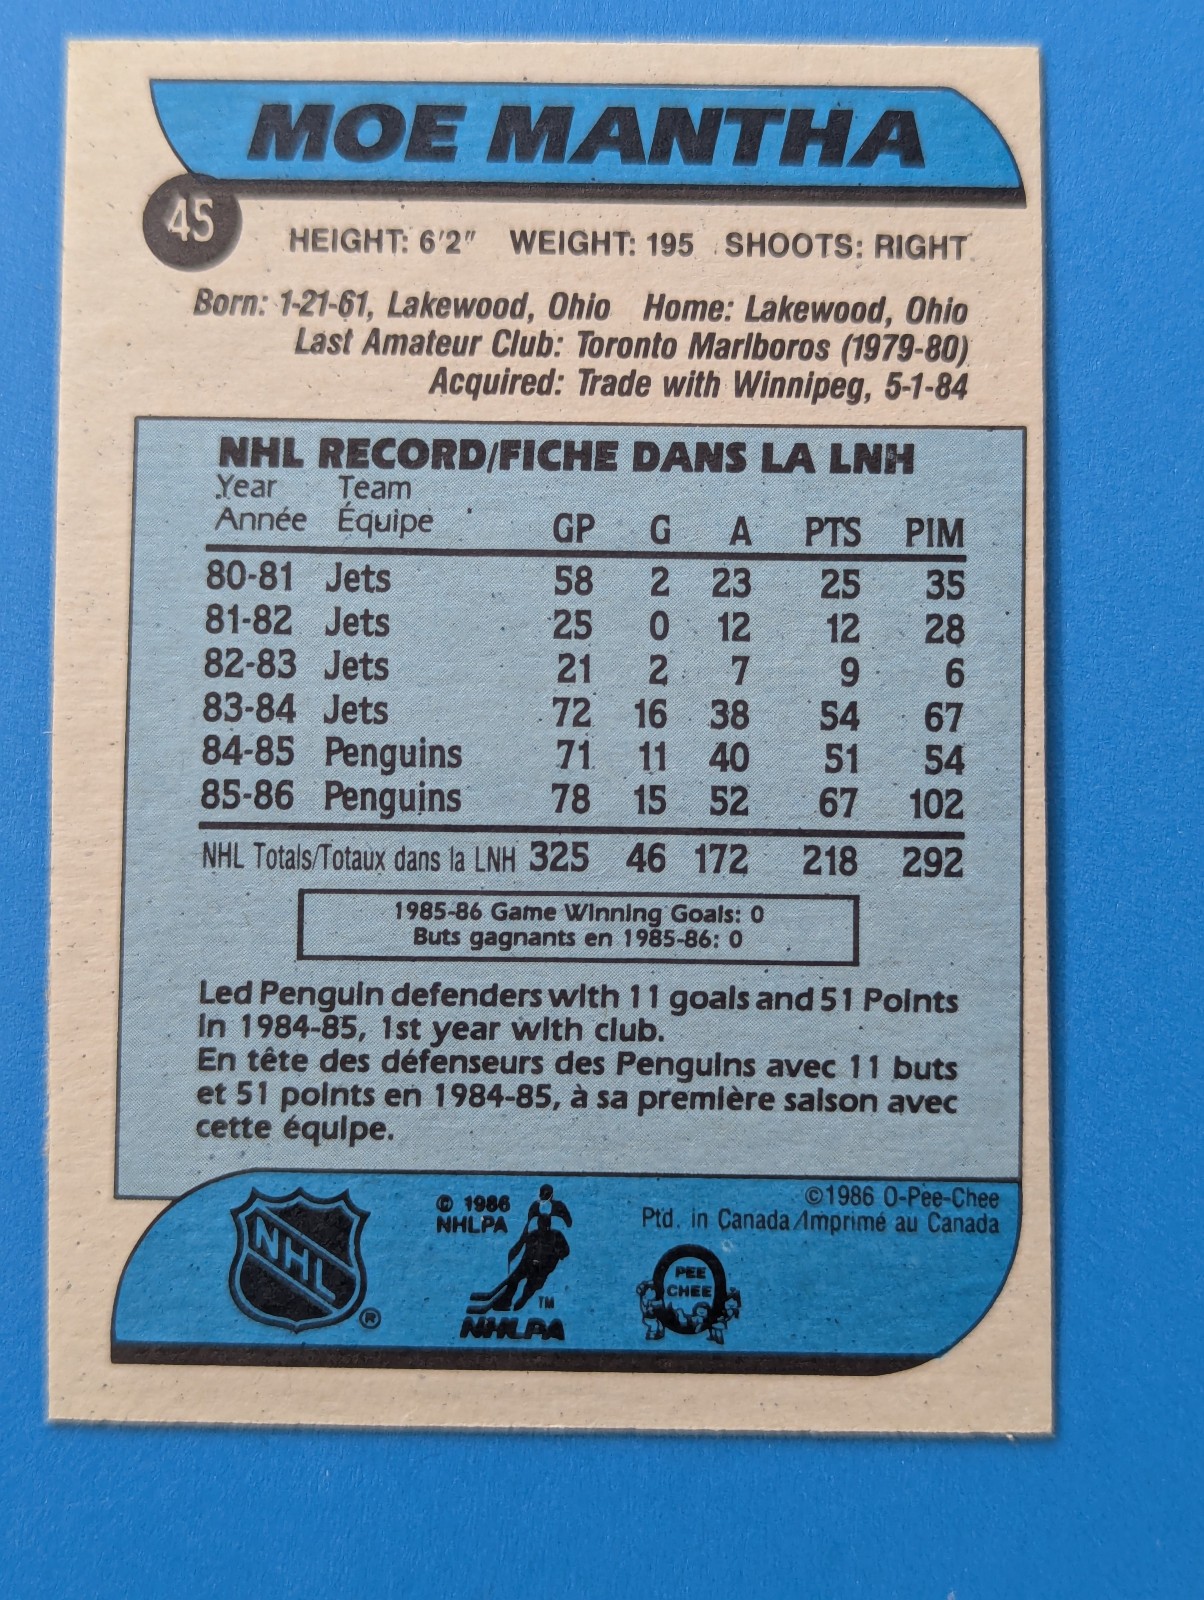 MOE MANTHA
45
HEIGHT: 6'2" WEIGHT: 195 SHOOTS: RIGHT
Born: 1-21-61, Lakewood, Ohio Home: Lakewood, Ohio
Last Amateur Club: Toronto Marlboros (1979-80)
Acquired: Trade with Winnipeg, 5-1-84
NHL RECORD/FICHE DANS LA LNH
Year Team
Année Équipe GP G A PTS PIM
80-81 Jets 58 2 23 25 35
81-82 Jets 25 0 12 12 28
82-83 Jets 21 2 7 9 6
83-84 Jets 72 16 38 54 67
84-85 Penguins 71 11 40 51 54
85-86 Penguins 78 15 52 67 102
NHL Totals/Totaux dans la LNH 325 46 172 218 292
1985-86 Game Winning Goals: 0
Buts gagnants en 1985-86: 0
Led Penguin defenders with 11 goals and 51 Points
in 1984-85, 1st year with club.
En tête des défenseurs des Penguins avec 11 buts
et 51 points en 1984-85, à sa première saison avec
cette équipe.
NHL ®
© 1986
NHLPA
TM
NHLPA
©1986 O-Pee-Chee
Ptd. in Canada/Imprimé au Canada
PEE
CHEE